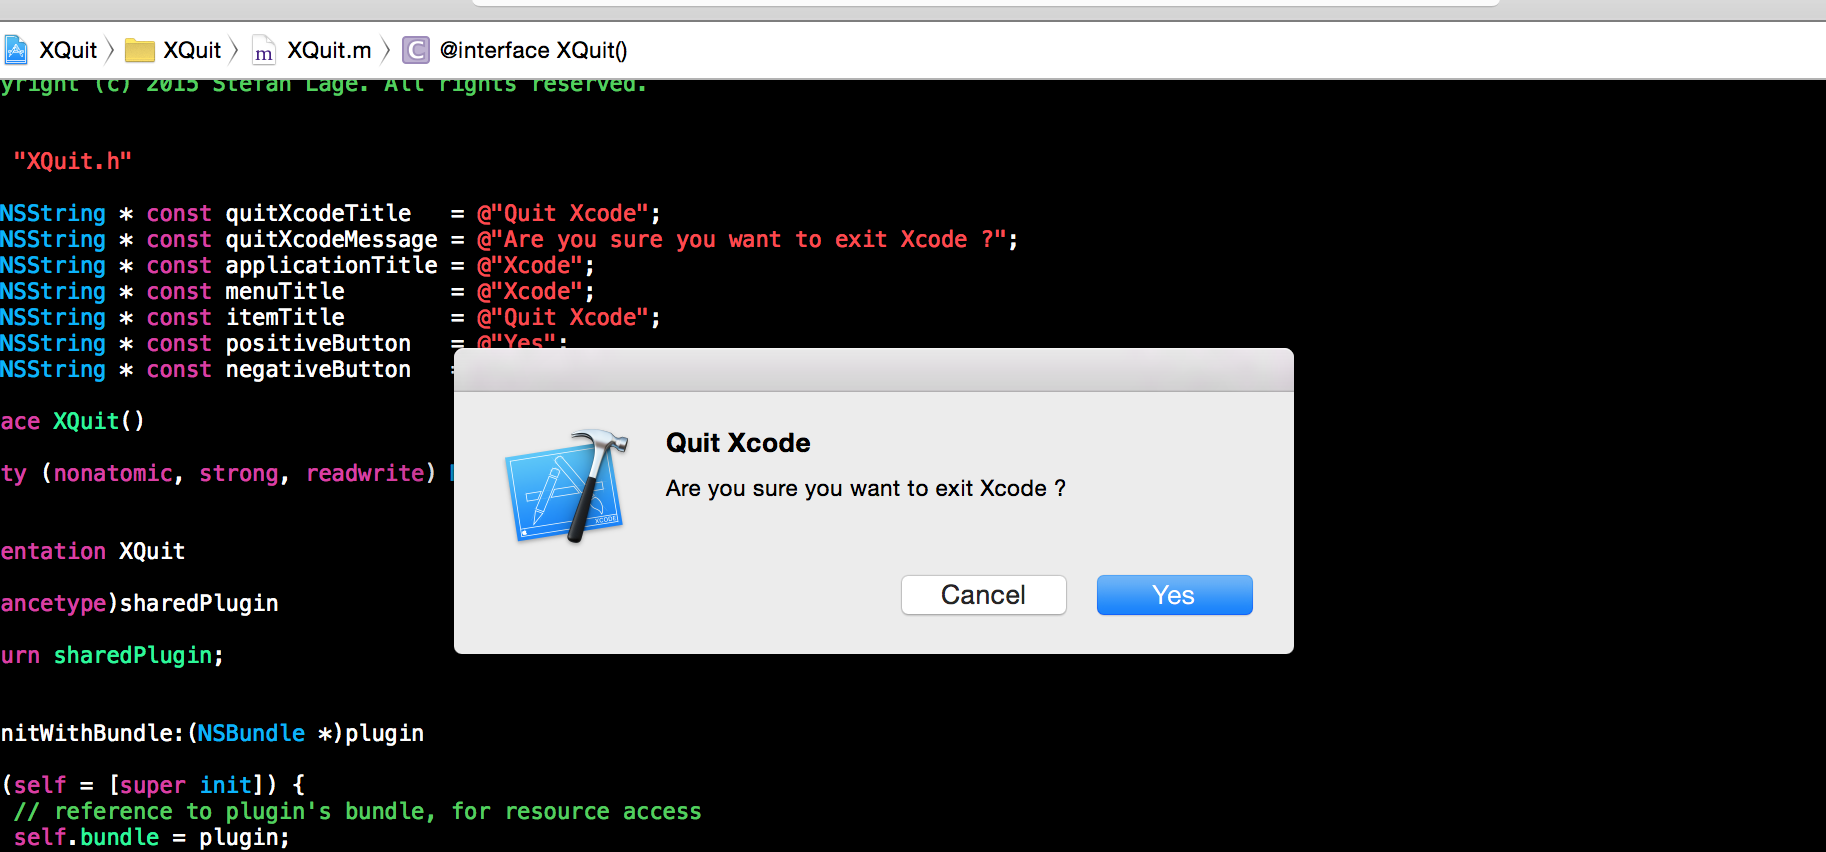 XQuit XQuit m XQuit.m C @interface XQuit()
yright (c) 2015 Stefan Lage. All rights reserved.
"XQuit.h"
NSString * const quitXcodeTitle = @"Quit Xcode";
NSString * const quitXcodeMessage = @"Are you sure you want to exit Xcode ?";
NSString * const applicationTitle = @"Xcode";
NSString * const menuTitle = @"Xcode";
NSString * const itemTitle = @"Quit Xcode";
NSString * const positiveButton = @"Yes";
NSString * const negativeButton =
ace XQuit()
ty (nonatomic, strong, readwrite)
entation XQuit
ancetype)sharedPlugin
urn sharedPlugin;
nitWithBundle:(NSBundle *)plugin
(self = [super init]) {
// reference to plugin's bundle, for resource access
self.bundle = plugin;
XCODE
Quit Xcode
Are you sure you want to exit Xcode ?
Cancel Yes